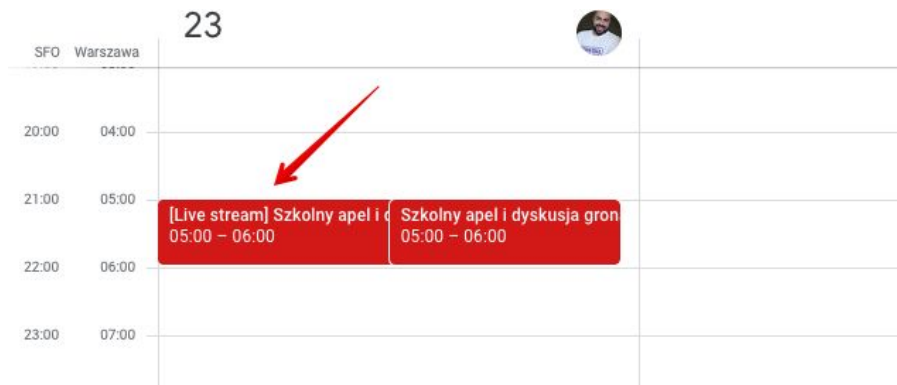 23
SFO Warszawa
20:00 04:00
21:00 05:00
[Live stream] Szkolny apel i
05:00 – 06:00
Szkolny apel i dyskusja gron
05:00 – 06:00
22:00 06:00
23:00 07:00